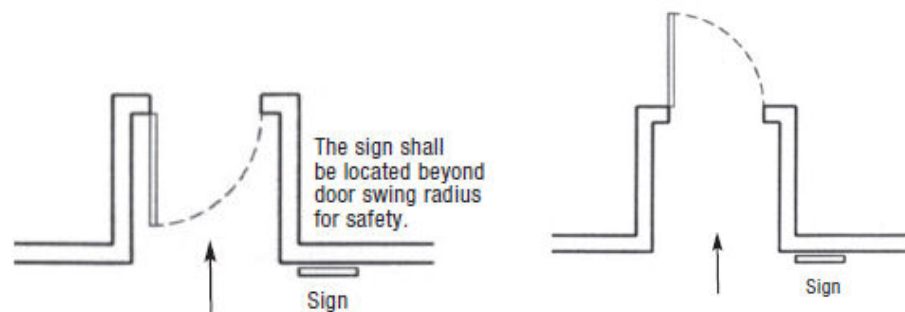 The sign shall
be located beyond
door swing radius
for safety.
Sign
Sign